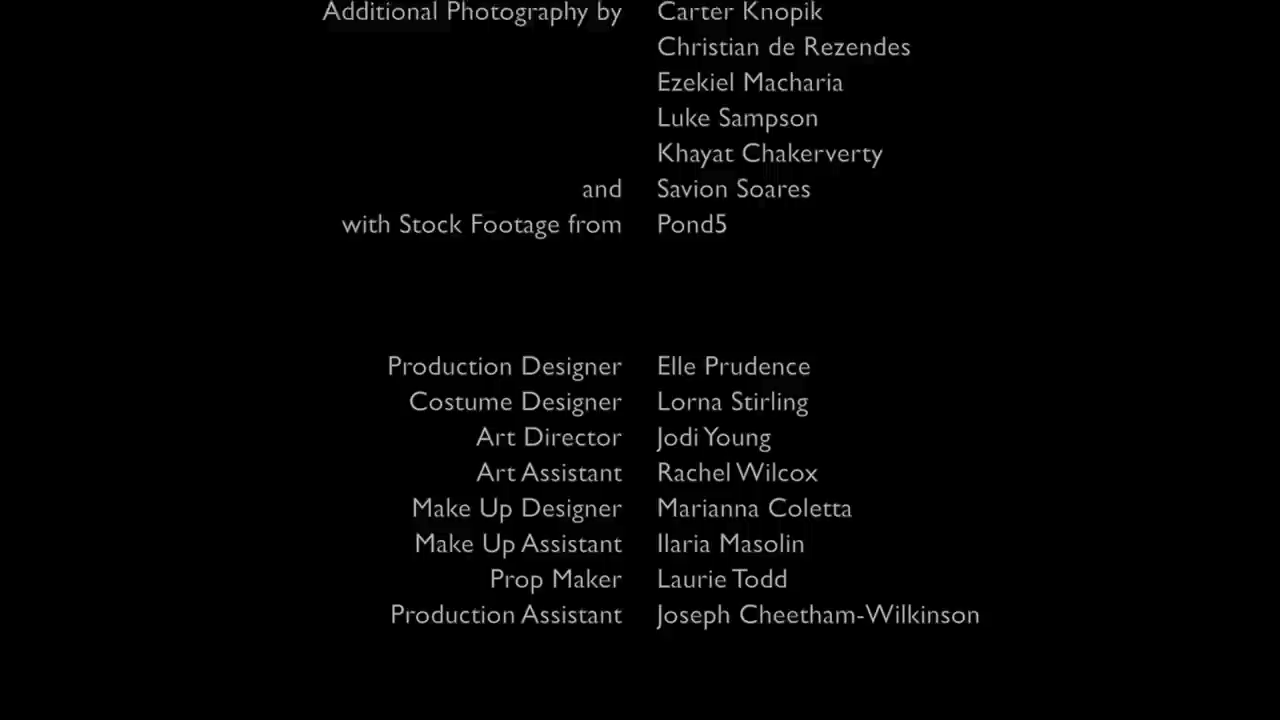 Additional Photography by Carter Knopik
Christian de Rezendes
Ezekiel Macharia
Luke Sampson
Khayat Chakerverty
and Savion Soares
with Stock Footage from Pond5
Production Designer Elle Prudence
Costume Designer Lorna Stirling
Art Director Jodi Young
Art Assistant Rachel Wilcox
Make Up Designer Marianna Coletta
Make Up Assistant Ilaria Masolin
Prop Maker Laurie Todd
Production Assistant Joseph Cheetham-Wilkinson